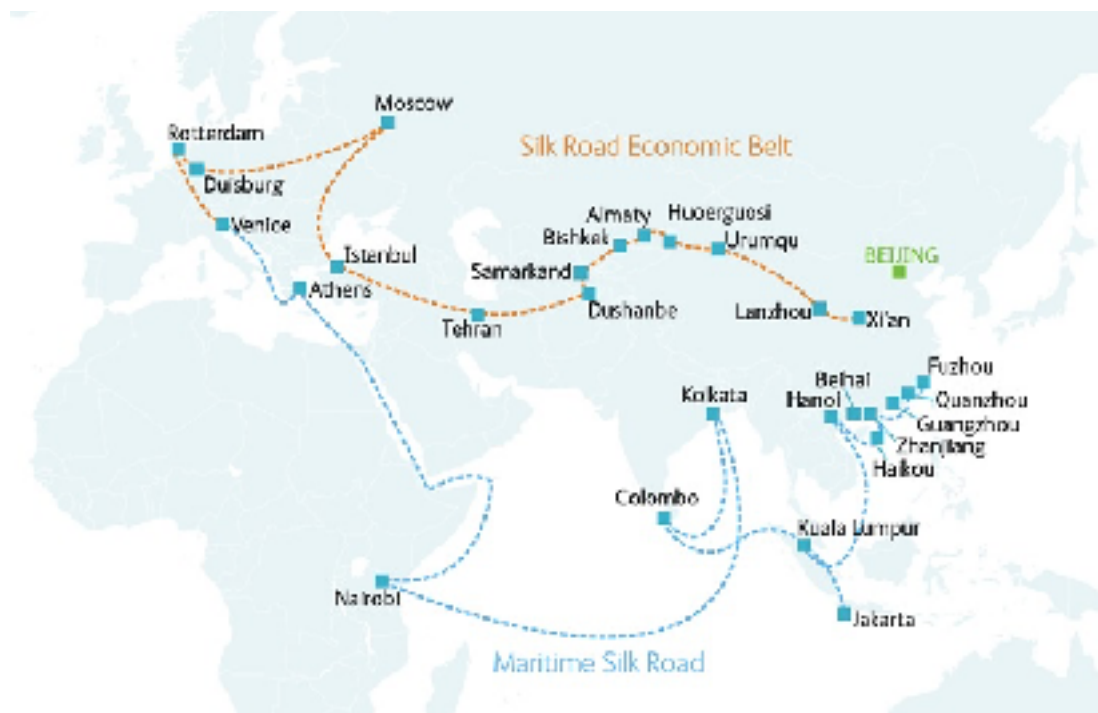 Moscow
Rotterdam
Silk Road Economic Belt
Duisburg
Venice
Almaty
Huoerguosi
Bishkek
Urumqu
Istanbul
BEIJING
Samarkand
Athens
Dushanbe
Lanzhou
Xi'an
Tehran
Fuzhou
Beihai
Kolkata
Hanoi
Quanzhou
Guangzhou
Zhanjiang
Haikou
Colombo
Kuala Lumpur
Nairobi
Jakarta
Maritime Silk Road